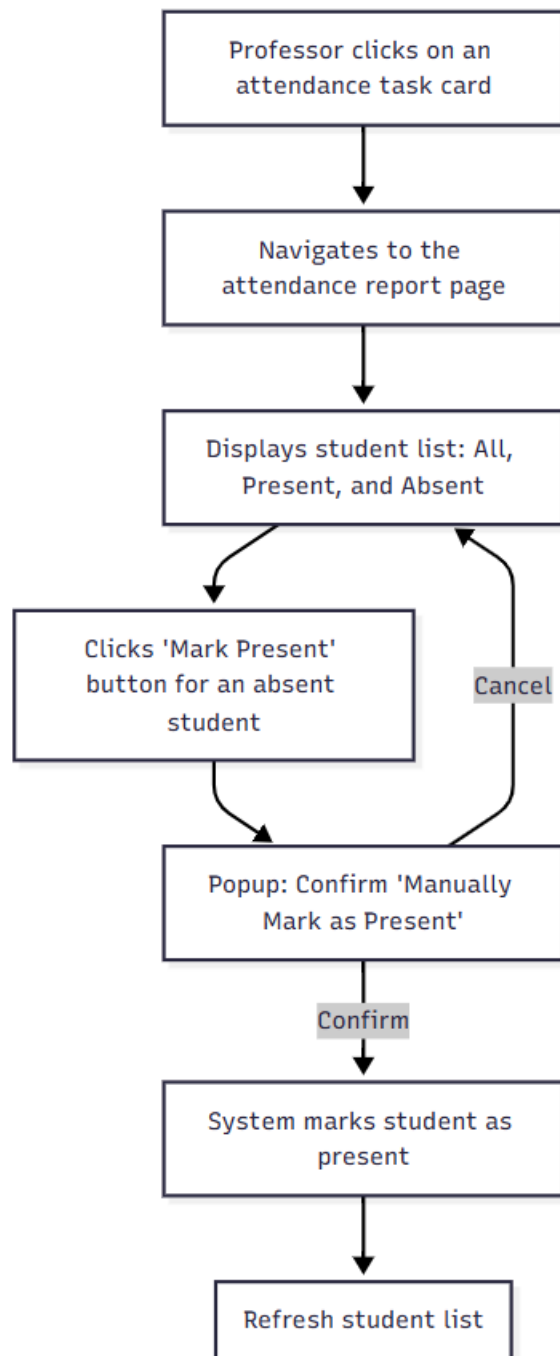 Professor clicks on an
attendance task card
Navigates to the
attendance report page
Displays student list: All,
Present, and Absent
Clicks 'Mark Present'
button for an absent
student
Cancel
Popup: Confirm 'Manually
Mark as Present'
Confirm
System marks student as
present
Refresh student list